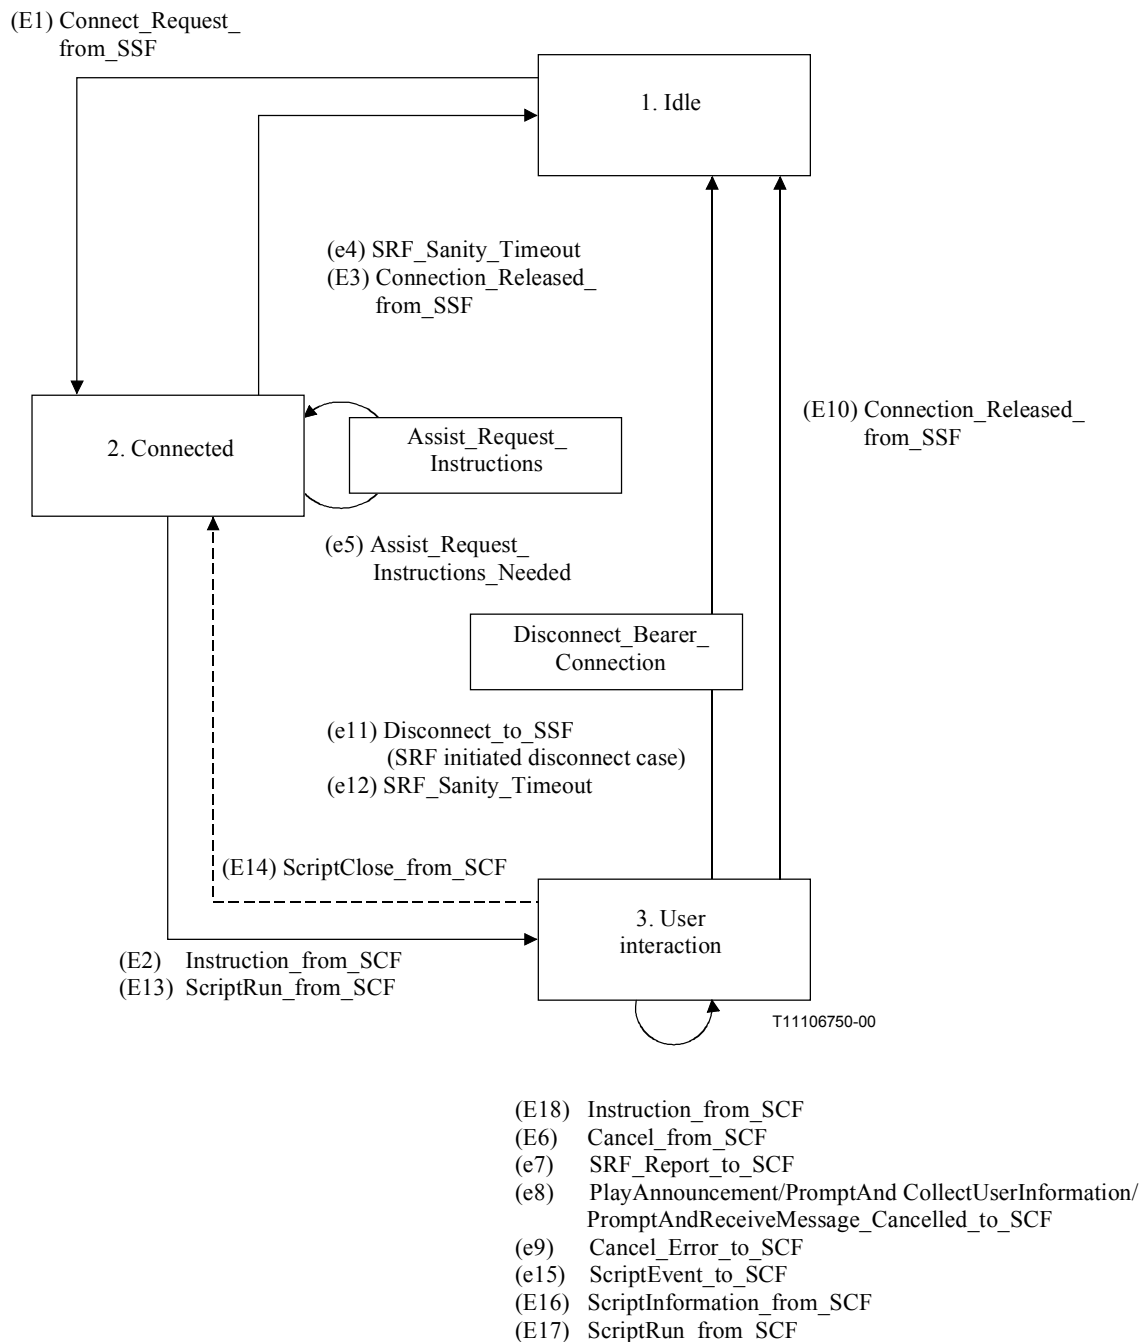 (E1) Connect_Request_
from_SSF
1. Idle
(e4) SRF_Sanity_Timeout
(E3) Connection_Released_
from_SSF
(E10) Connection_Released_
from_SSF
2. Connected
Assist_Request_
Instructions
(e5) Assist_Request_
Instructions_Needed
Disconnect_Bearer_
Connection
(e11) Disconnect_to_SSF
(SRF initiated disconnect case)
(e12) SRF_Sanity_Timeout
(E14) ScriptClose_from_SCF
3. User
interaction
(E2) Instruction_from_SCF
(E13) ScriptRun_from_SCF
T11106750-00
(E18) Instruction_from_SCF
(E6) Cancel_from_SCF
(e7) SRF_Report_to_SCF
(e8) PlayAnnouncement/PromptAnd CollectUserInformation/
PromptAndReceiveMessage_Cancelled_to_SCF
(e9) Cancel_Error_to_SCF
(e15) ScriptEvent_to_SCF
(E16) ScriptInformation_from_SCF
(E17) ScriptRun_from_SCF